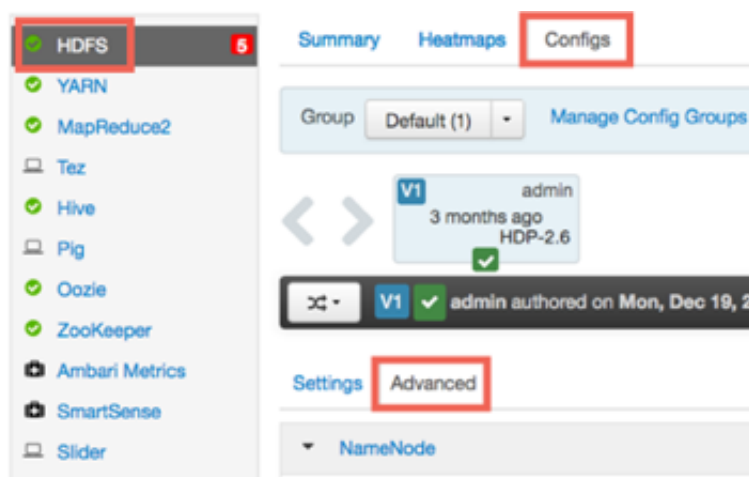 HDFS 5
YARN
MapReduce2
Tez
Hive
Pig
Oozie
ZooKeeper
Ambari Metrics
SmartSense
Slider
Summary Heatmaps Configs
Group Default (1) Manage Config Groups
V1 admin
3 months ago
HDP-2.6
V1 admin authored on Mon, Dec 19, 2
Settings Advanced
NameNode